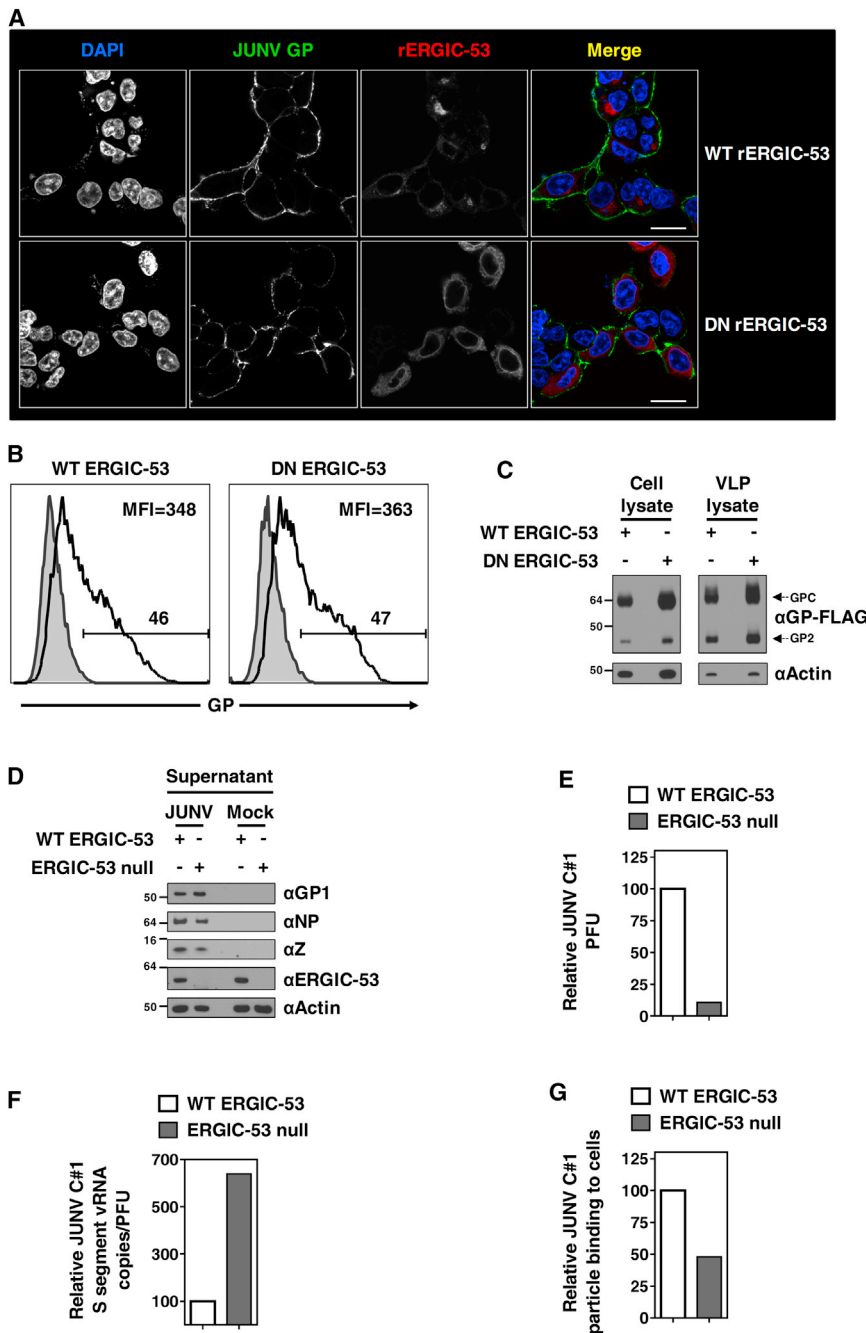 A
DAPI JUNV GP rERGIC-53 Merge
WT rERGIC-53
DN rERGIC-53
B
WT ERGIC-53 DN ERGIC-53
MFI=348 MFI=363
46 47
GP
C
Cell lysate VLP lysate
WT ERGIC-53 + - + -
DN ERGIC-53 - + - +
64
50
GPC
αGP-FLAG
GP2
50 αActin
D
Supernatant
JUNV Mock
WT ERGIC-53 + - + -
ERGIC-53 null - + - +
50 αGP1
64 αNP
16 αZ
64 αERGIC-53
50 αActin
E
WT ERGIC-53
ERGIC-53 null
Relative JUNV C#1
PFU
125
100
75
50
25
0
F
WT ERGIC-53
ERGIC-53 null
Relative JUNV C#1
S segment vRNA
copies/PFU
700
500
300
100
G
WT ERGIC-53
ERGIC-53 null
Relative JUNV C#1
particle binding to cells
125
100
75
50
25
0